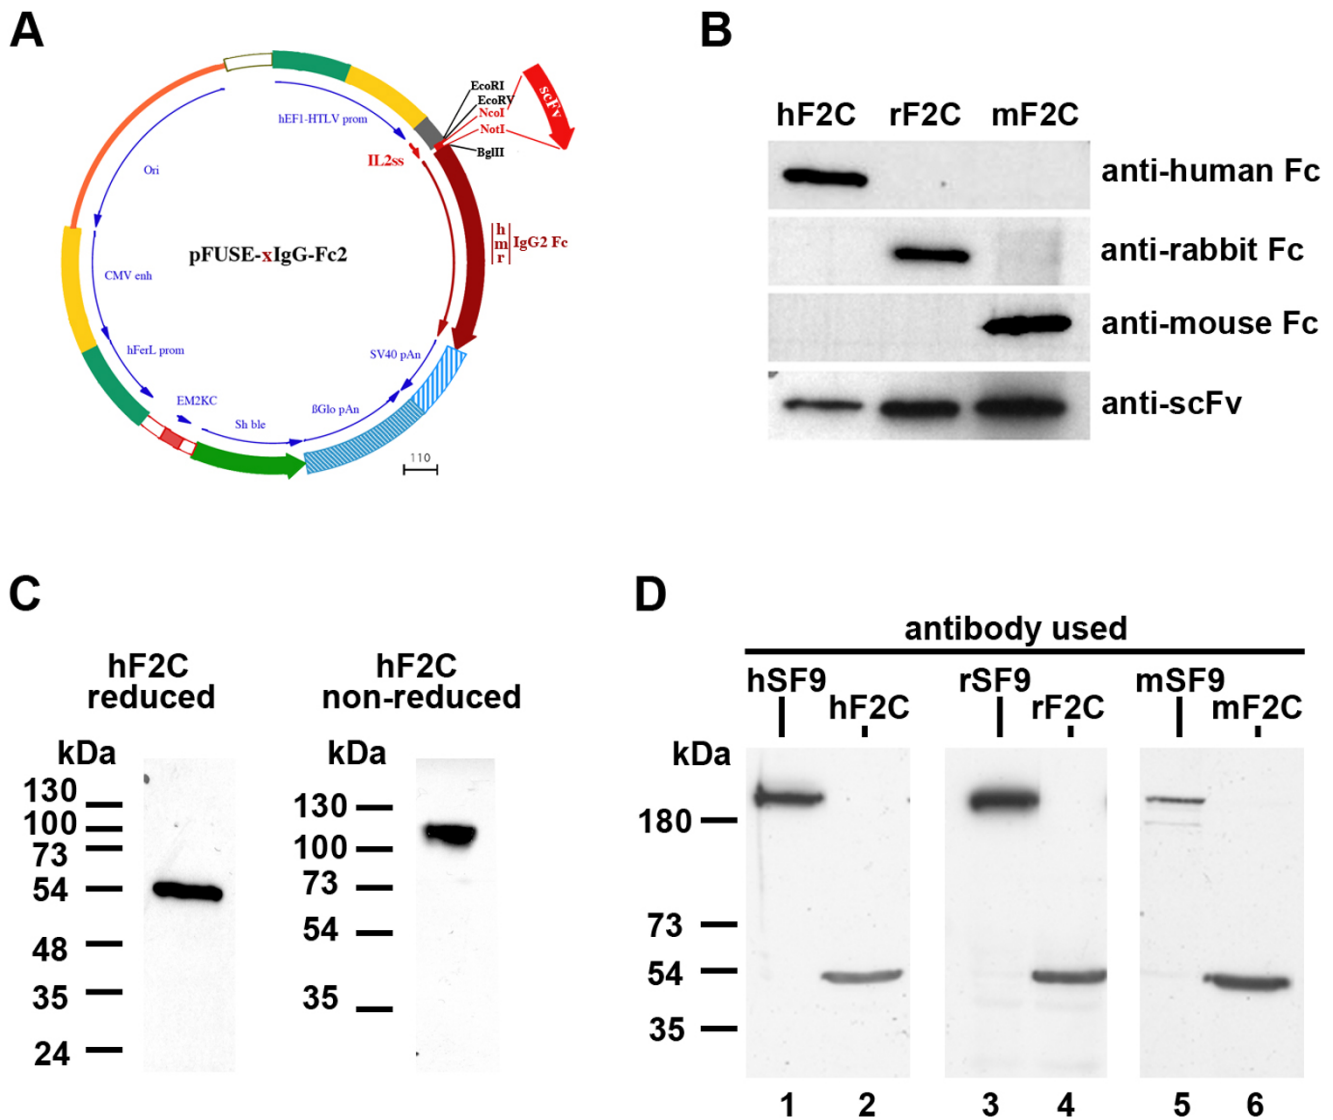 A
hEF1-HTLV prom
IL2ss
EcoRI
EcoRV
NcoI
NotI
BgIII
scFv
Ori
pFUSE-xIgG-Fc2
h
m
r
IgG2 Fc
CMV enh
hFerL prom
EM2KC
Sh ble
ßGlo pAn
SV40 pAn
110
B
hF2C rF2C mF2C
anti-human Fc
anti-rabbit Fc
anti-mouse Fc
anti-scFv
C
hF2C
reduced
kDa
130
100
73
54
48
35
24
hF2C
non-reduced
kDa
130
100
73
54
35
D
antibody used
hSF9 rSF9 mSF9
hF2C rF2C mF2C
kDa
180
73
54
35
1 2 3 4 5 6